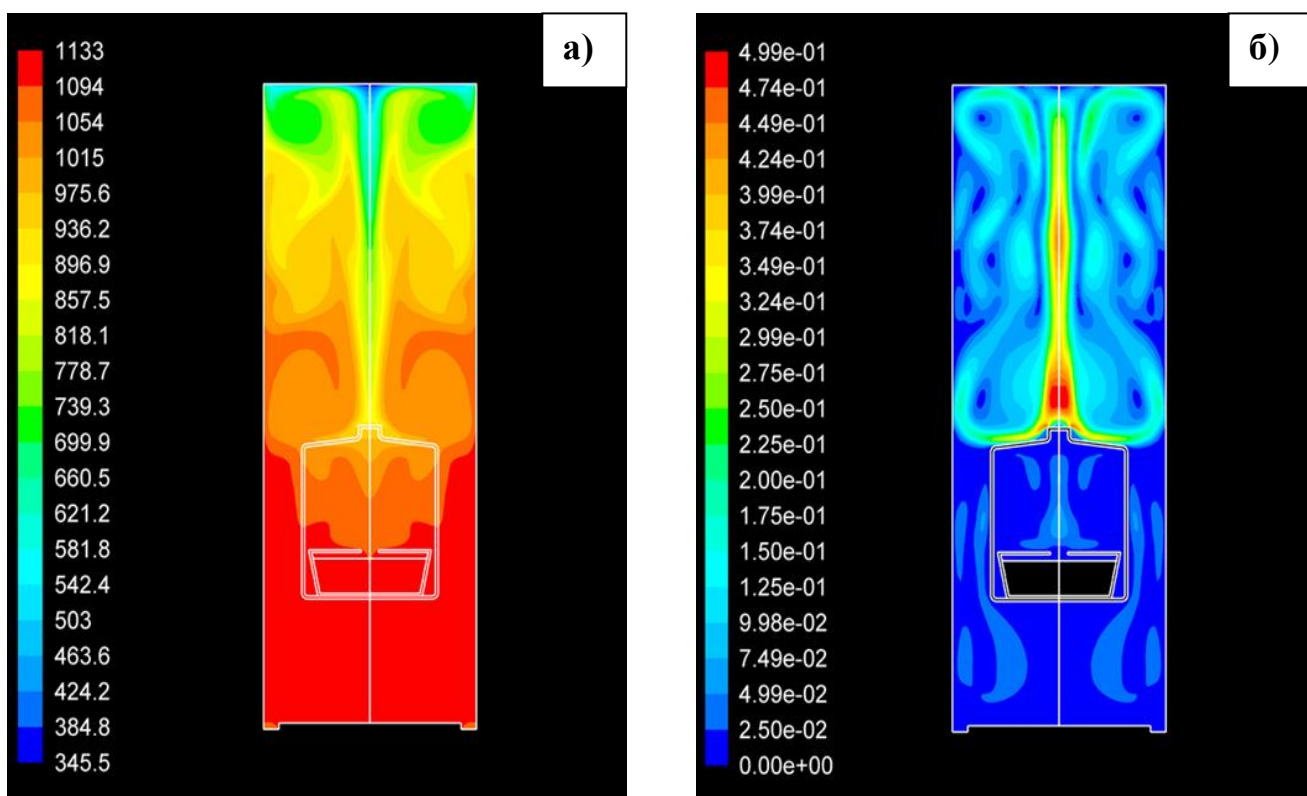 а)
1133
1094
1054
1015
975.6
936.2
896.9
857.5
818.1
778.7
739.3
699.9
660.5
621.2
581.8
542.4
503
463.6
424.2
384.8
345.5
б)
4.99e-01
4.74e-01
4.49e-01
4.24e-01
3.99e-01
3.74e-01
3.49e-01
3.24e-01
2.99e-01
2.75e-01
2.50e-01
2.25e-01
2.00e-01
1.75e-01
1.50e-01
1.25e-01
9.98e-02
7.49e-02
4.99e-02
2.50e-02
0.00e+00